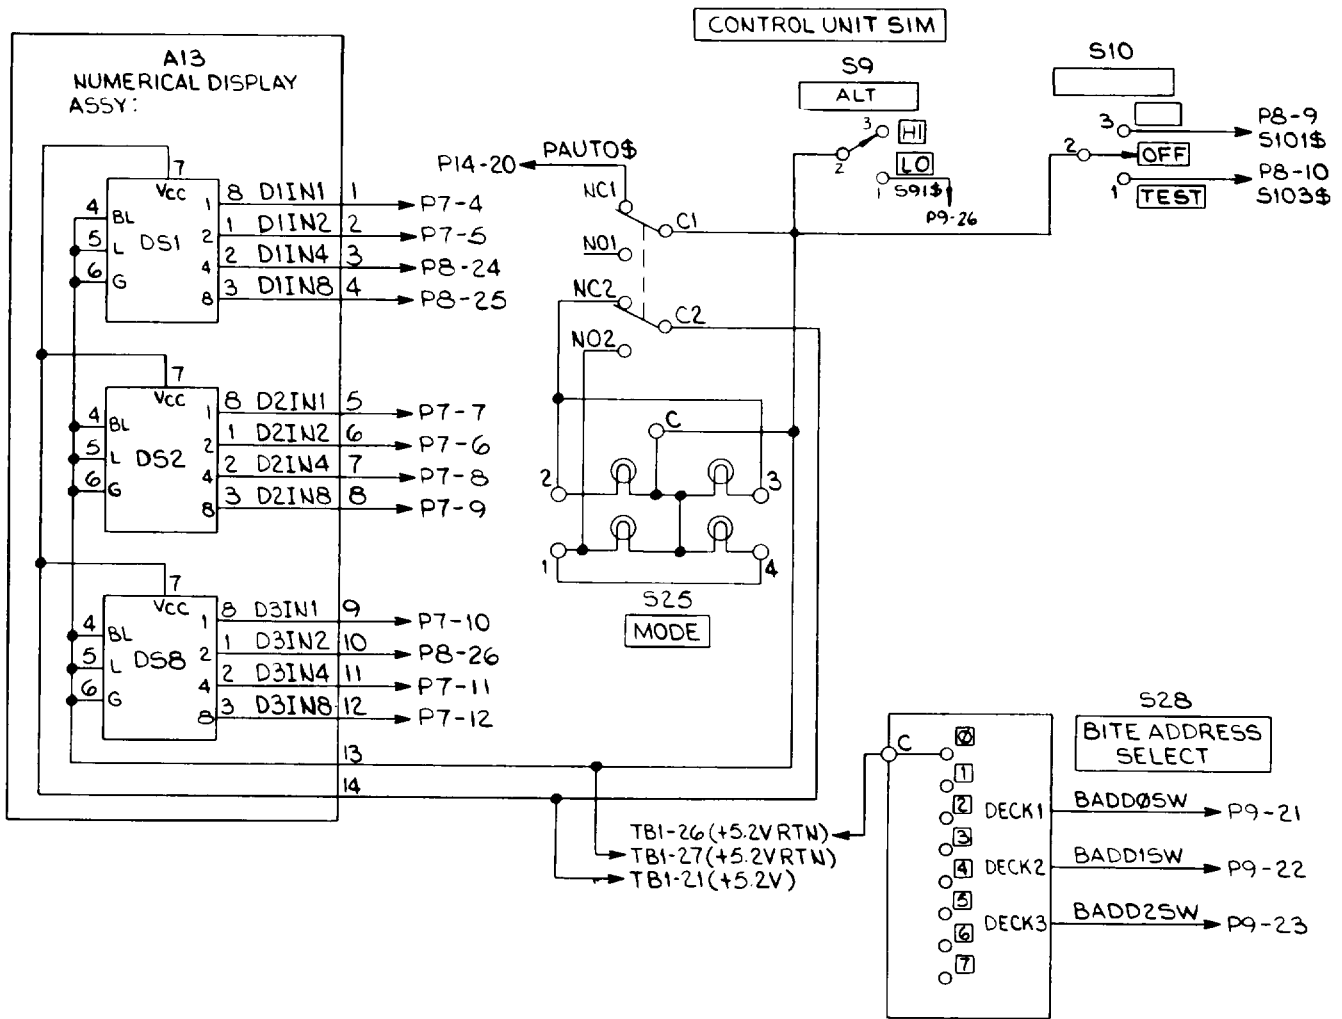 CONTROL UNIT SIM
A13
NUMERICAL DISPLAY
ASSY:
7
VCC
4 BL
5 L
6 G
DS1
1 8 D1IN1 1 P7-4
2 1 D1IN2 2 P7-5
4 2 D1IN4 3 P8-24
8 3 D1IN8 4 P8-25
7
VCC
4 BL
5 L
6 G
DS2
1 8 D2IN1 5 P7-7
2 1 D2IN2 6 P7-6
4 2 D2IN4 7 P7-8
8 3 D2IN8 8 P7-9
7
VCC
4 BL
5 L
6 G
DS8
1 8 D3IN1 9 P7-10
2 1 D3IN2 10 P8-26
4 2 D3IN4 11 P7-11
8 3 D3IN8 12 P7-12
13
14
P14-20 PAUTO$
NC1
C1
NO1
NC2
C2
NO2
C
2
3
1
4
S25
MODE
S9
ALT
3 HI
2
LO
1 S91$
P9-26
S10
3
P8-9
S101$
2
OFF
1
TEST
P8-10
S103$
TB1-26(+5.2V RTN)
TB1-27(+5.2VRTN)
TB1-21(+5.2V)
S28
BITE ADDRESS
SELECT
C
0
1
2
3
4
5
6
7
DECK1 BADD0SW P9-21
DECK2 BADD1SW P9-22
DECK3 BADD2SW P9-23